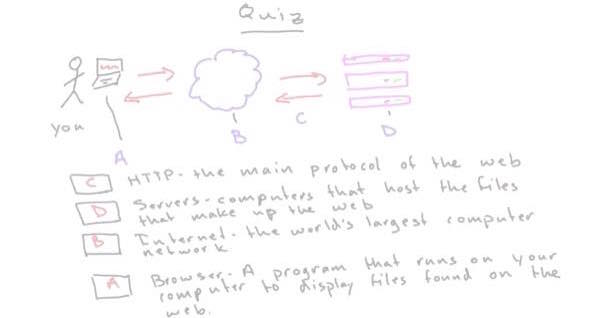 Quiz
you
A
B
C
D
C HTTP - the main protocol of the web
D Servers - computers that host the files
that make up the web
B Internet - the world's largest computer
network.
A Browser - A program that runs on your
computer to display files found on the
web.